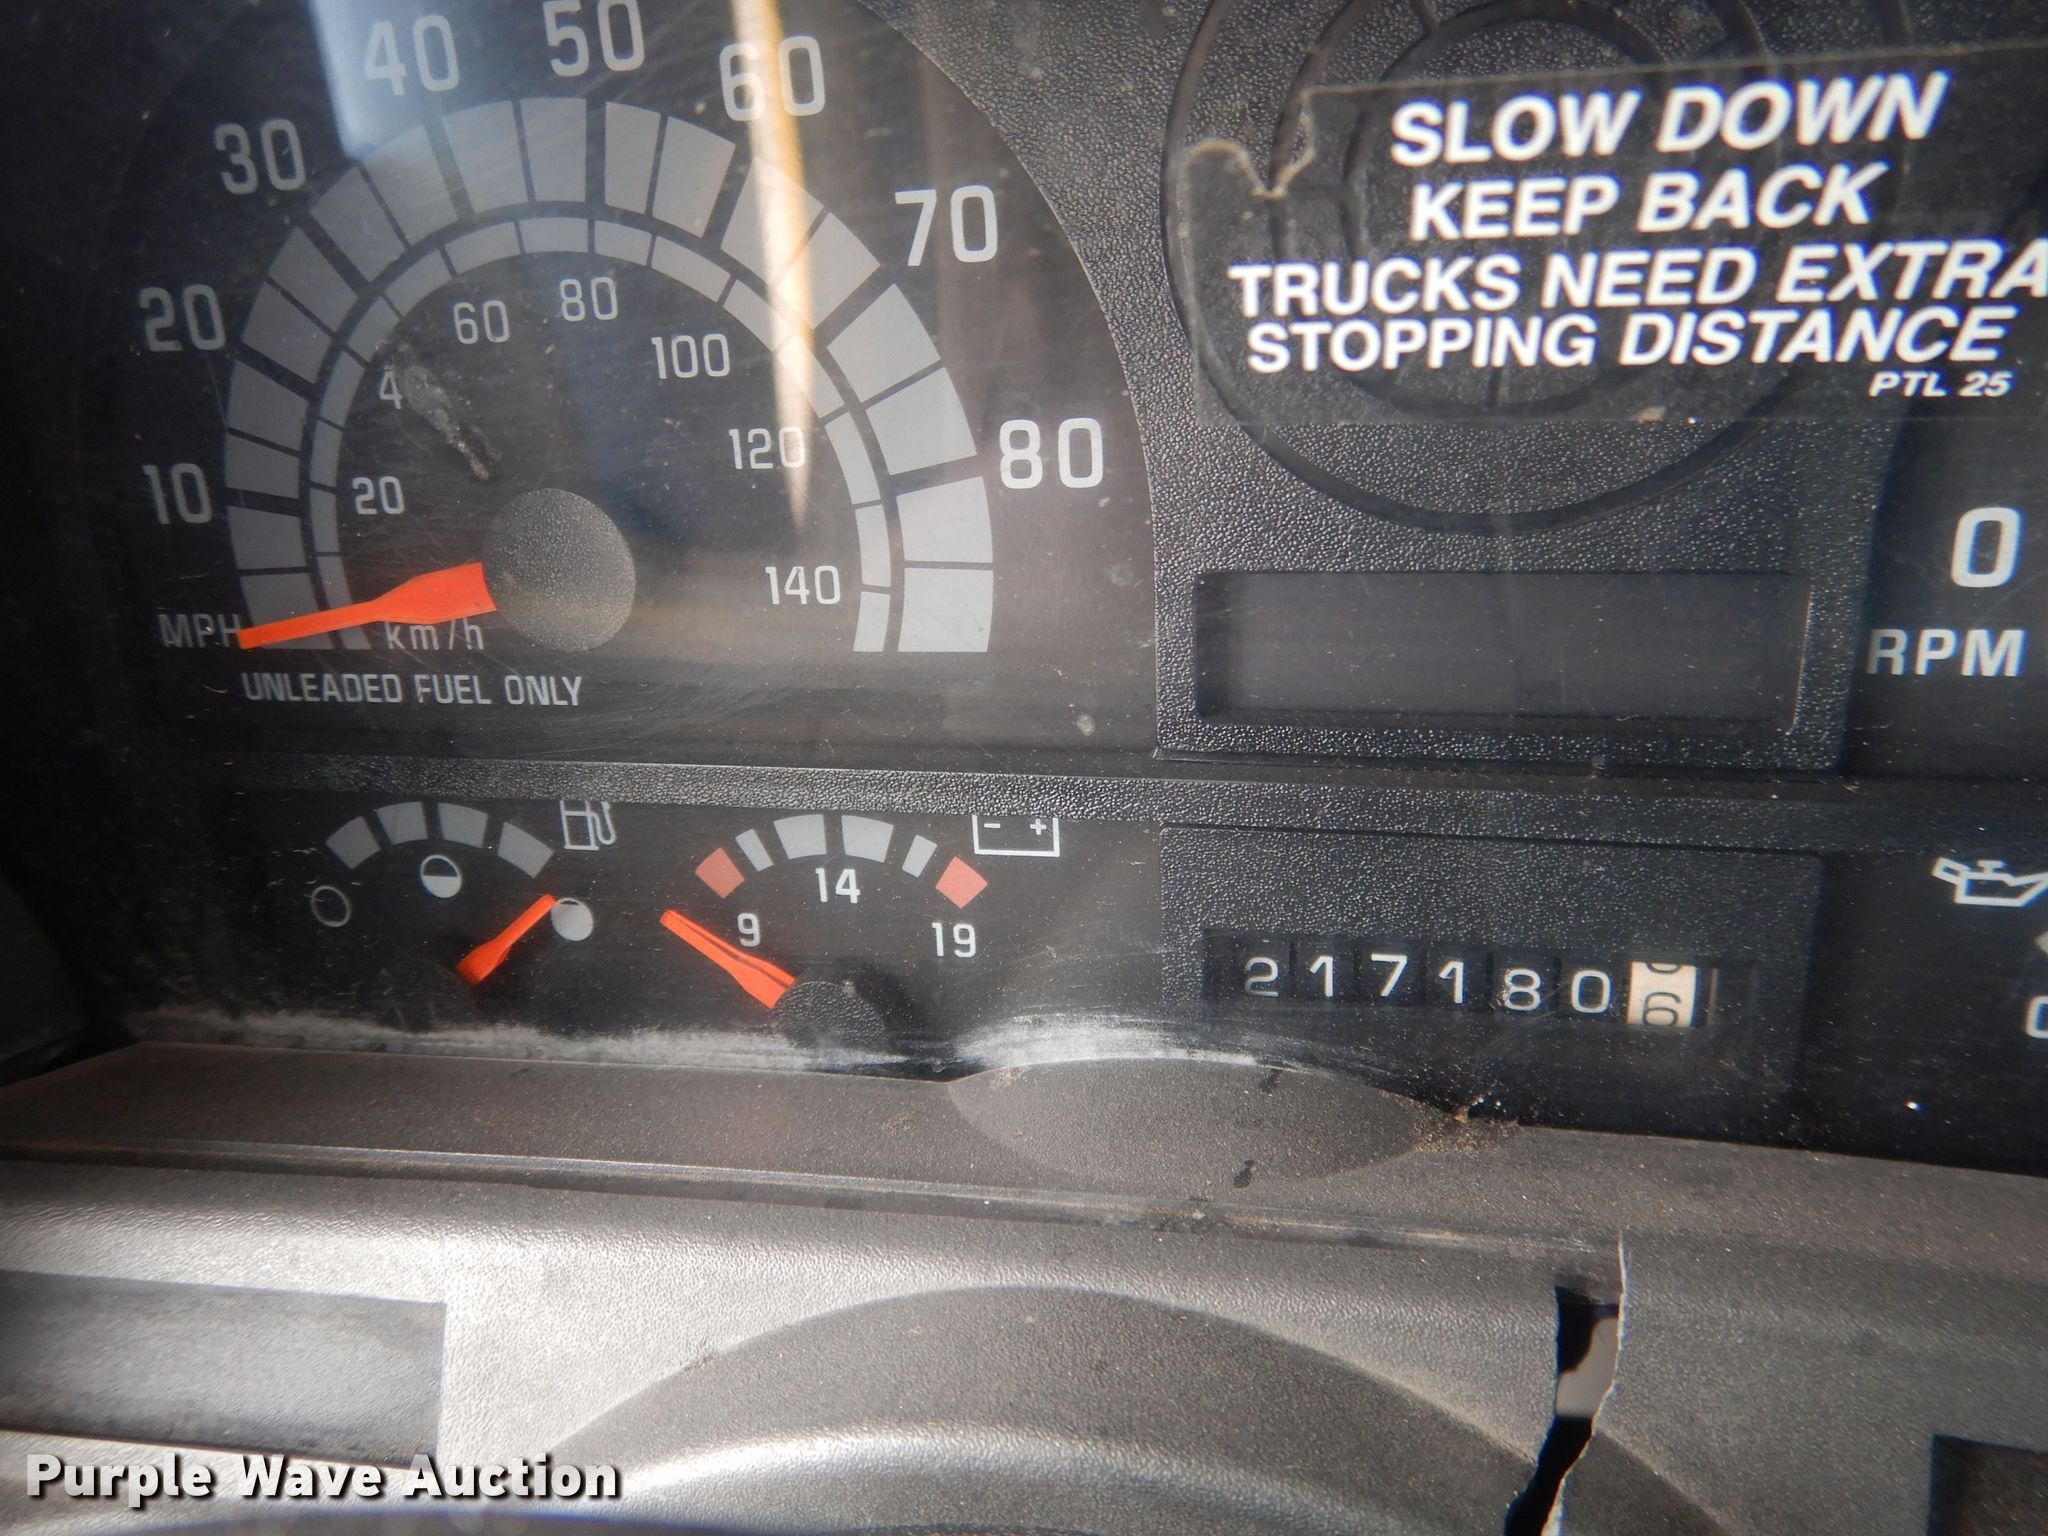 10
20
30
40
50
60
70
80
20
4
60
80
100
120
140
MPH
km/h
UNLEADED FUEL ONLY
SLOW DOWN
KEEP BACK
TRUCKS NEED EXTRA
STOPPING DISTANCE
PTL 25
0
RPM
- +
9
14
19
217180
Purple Wave Auction